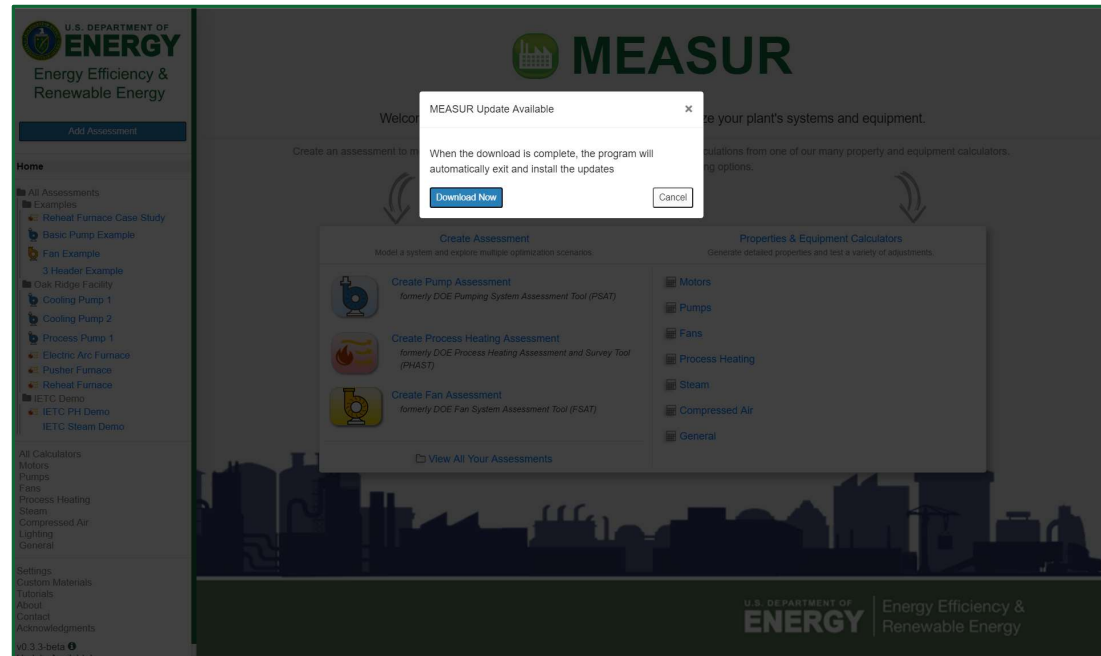 U.S. DEPARTMENT OF
ENERGY
Energy Efficiency &
Renewable Energy
Add Assessment
Home
All Assessments
Examples
Reheat Furnace Case Study
Basic Pump Example
Fan Example
3 Header Example
Oak Ridge Facility
Cooling Pump 1
Cooling Pump 2
Process Pump 1
Electric Arc Furnace
Pusher Furnace
Reheat Furnace
IETC Demo
IETC PH Demo
IETC Steam Demo
All Calculators
Motors
Pumps
Fans
Process Heating
Steam
Compressed Air
Lighting
General
Settings
Custom Materials
Tutorials
About
Contact
Acknowledgments
v0.3.3-beta
MEASUR
your plant's systems and equipment.
Create an assessment to
from one of our many property and equipment calculators.
options.
MEASUR Update Available ×
When the download is complete, the program will
automatically exit and install the updates
Download Now Cancel
Create Assessment
Model a system and explore multiple optimization scenarios.
Create Pump Assessment
formerly DOE Pumping System Assessment Tool (PSAT)
Create Process Heating Assessment
formerly DOE Process Heating Assessment and Survey Tool
(PHAST)
Create Fan Assessment
formerly DOE Fan System Assessment Tool (FSAT)
View All Your Assessments
Properties & Equipment Calculators
Generate detailed properties and test a variety of adjustments.
Motors
Pumps
Fans
Process Heating
Steam
Compressed Air
General
U.S. DEPARTMENT OF
ENERGY
Energy Efficiency &
Renewable Energy